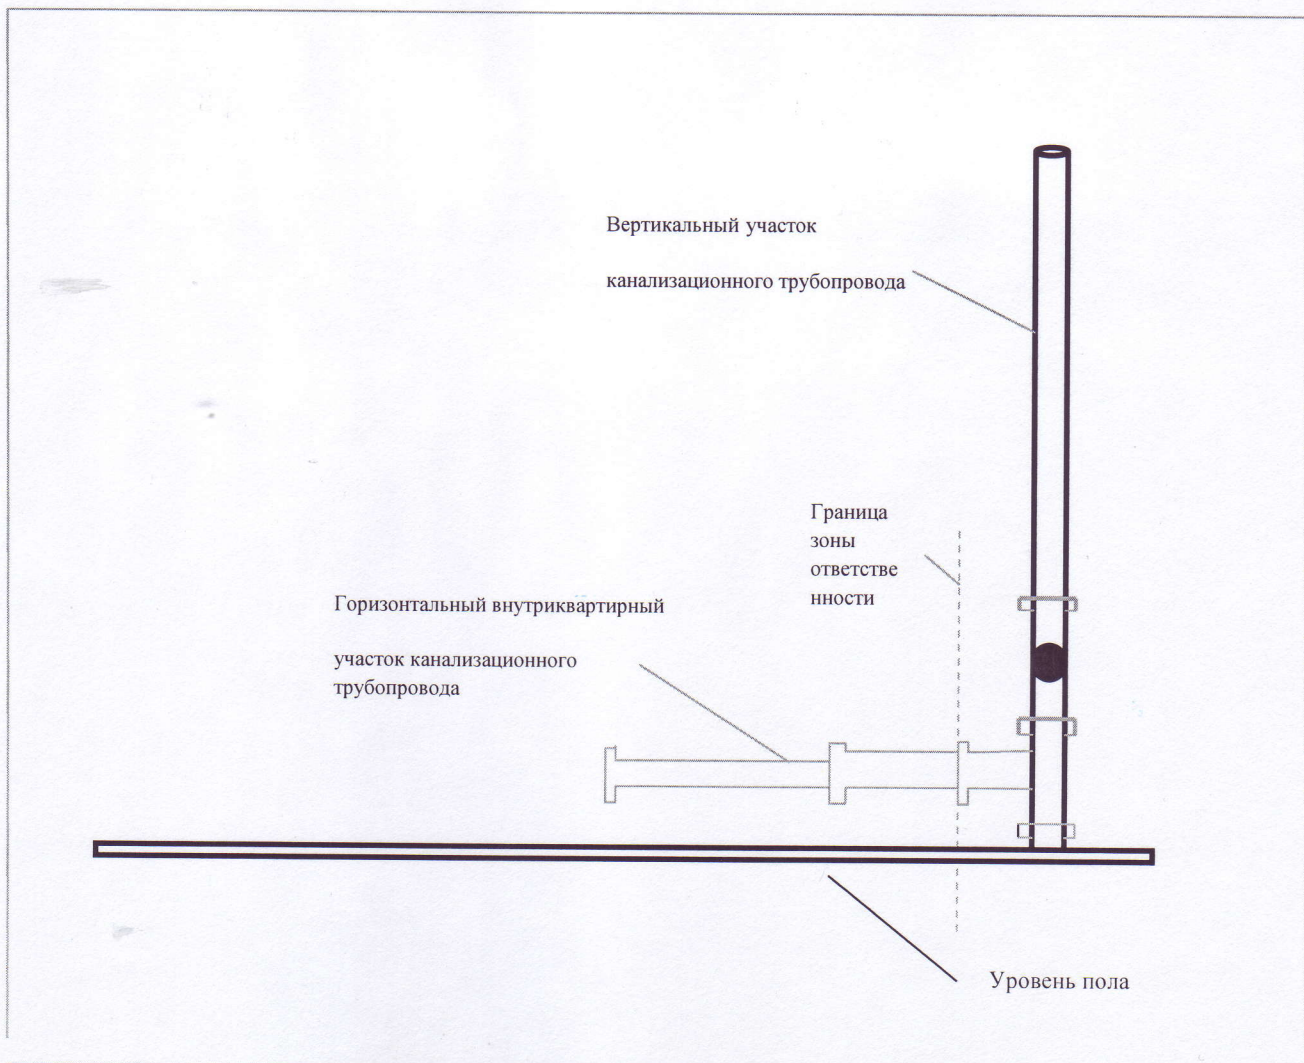 Вертикальный участок
канализационного трубопровода
Граница
зоны
ответстве
нности
Горизонтальный внутриквартирный
участок канализационного
трубопровода
Уровень пола